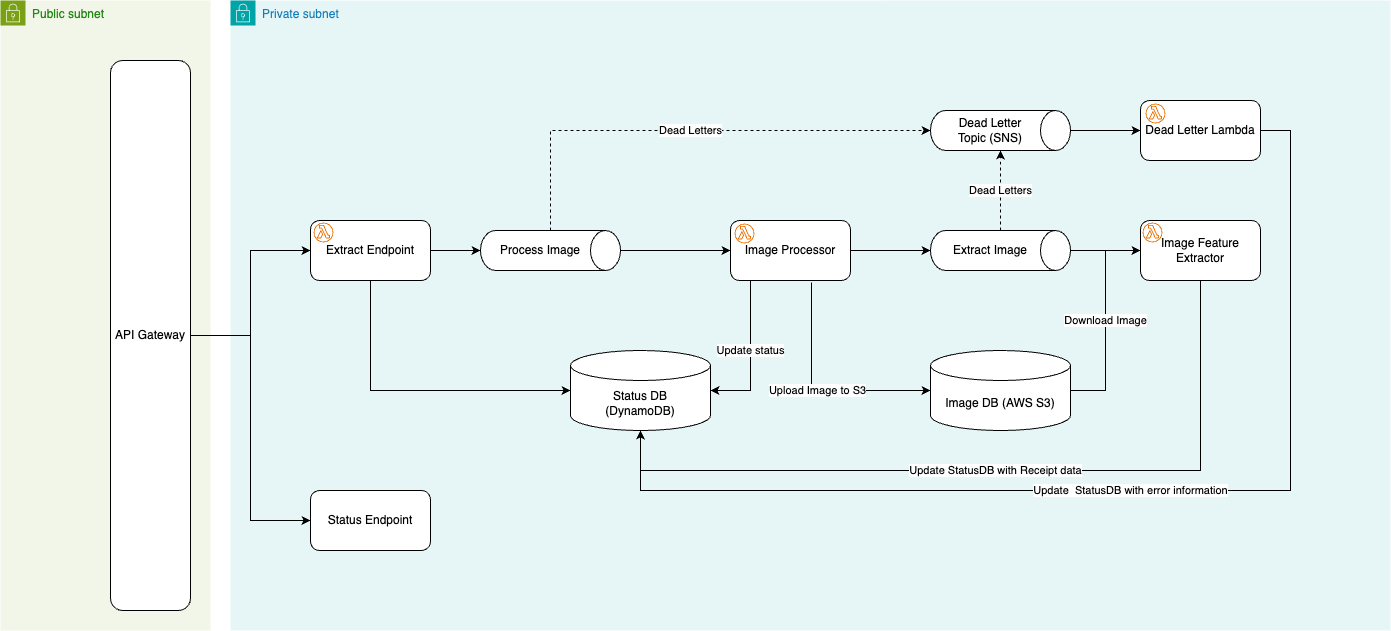 Public subnet
Private subnet
Dead Letters
Dead Letter
Topic (SNS)
Dead Letter Lambda
Dead Letters
Extract Endpoint
Process Image
Image Processor
Extract Image
Image Feature
Extractor
API Gateway
Download Image
Update status
Status DB
(DynamoDB)
Upload Image to S3
Image DB (AWS S3)
Update StatusDB with Receipt data
Update  StatusDB with error information
Status Endpoint